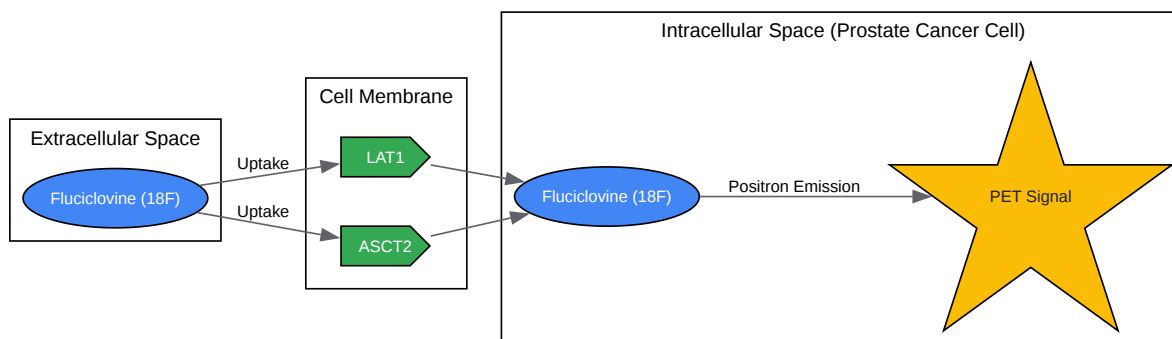 Extracellular Space
Fluciclovine (18F)
Uptake
Uptake
Cell Membrane
LAT1
ASCT2
Intracellular Space (Prostate Cancer Cell)
Fluciclovine (18F)
Positron Emission
PET Signal